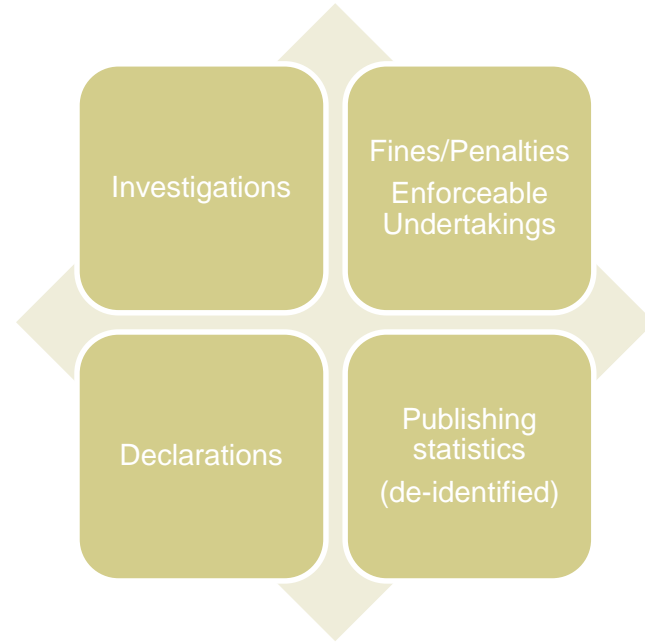 Investigations
Fines/Penalties
Enforceable
Undertakings
Declarations
Publishing
statistics
(de-identified)